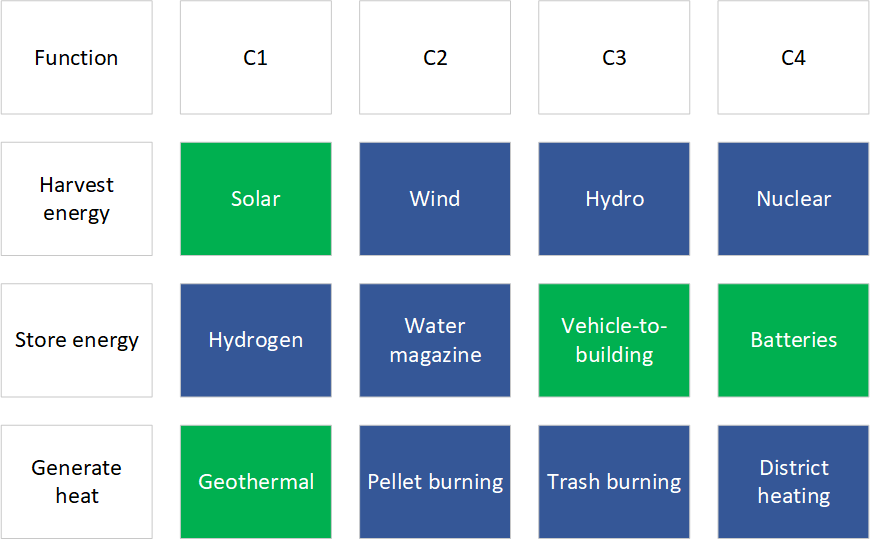 Function
C1
C2
C3
C4
Harvest
energy
Solar
Wind
Hydro
Nuclear
Store energy
Hydrogen
Water
magazine
Vehicle-to-
building
Batteries
Generate
heat
Geothermal
Pellet burning
Trash burning
District
heating